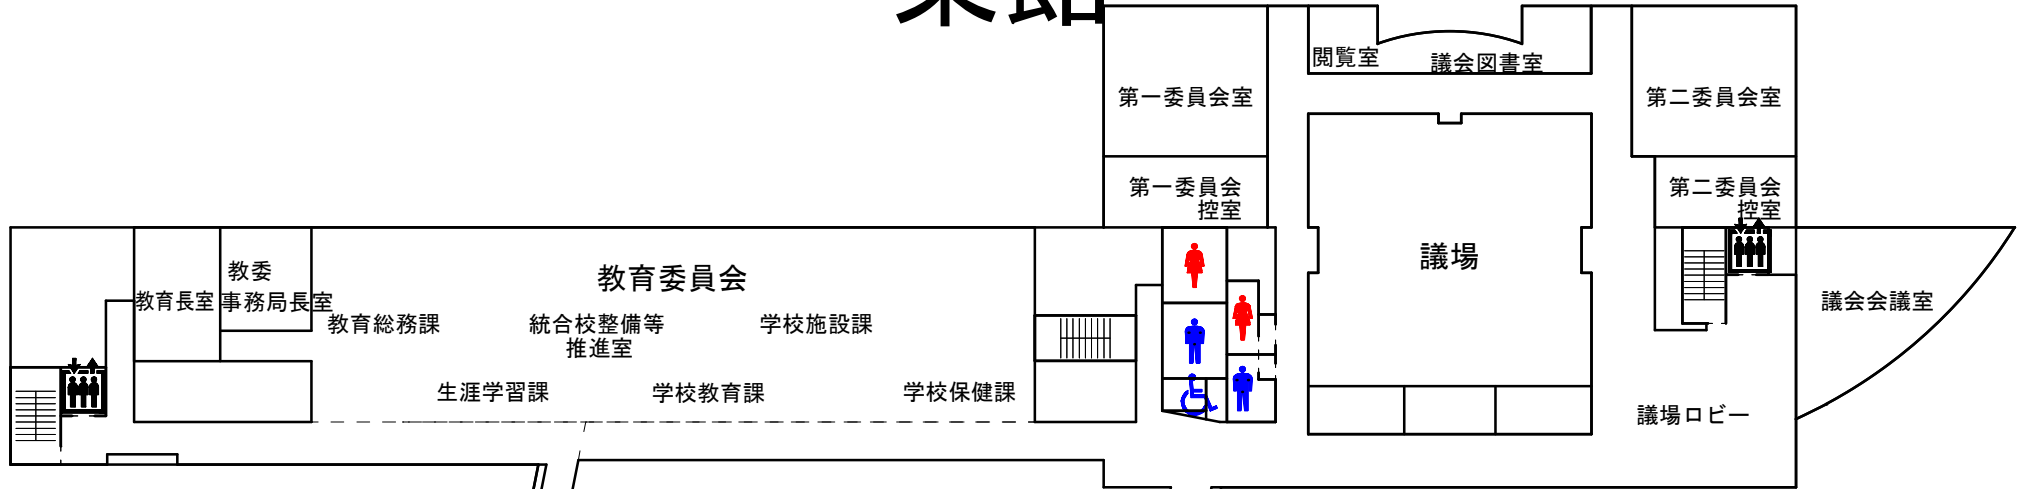 閲覧室
議会図書室
第一委員会室
第二委員会室
第一委員会
控室
第二委員会
控室
議場
教委
事務局長室
教育長室
教育委員会
議会会議室
教育総務課
統合校整備等
推進室
学校施設課
生涯学習課
学校教育課
学校保健課
議場ロビー